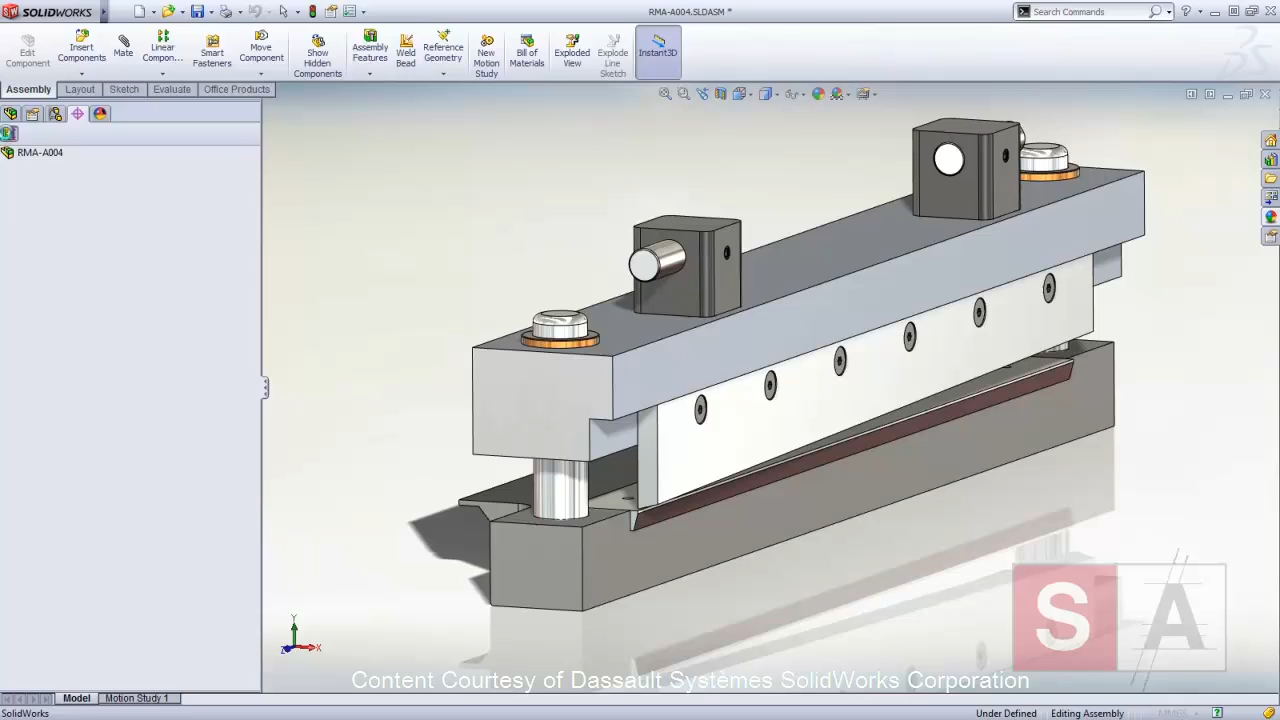 SOLIDWORKS
RMA-A004.SLDASM *
Search Commands
Edit Component
Insert Components
Mate
Linear Compon...
Smart Fasteners
Move Component
Show Hidden Components
Assembly Features
Weld Bead
Reference Geometry
New Motion Study
Bill of Materials
Exploded View
Explode Line Sketch
Instant3D
Assembly
Layout
Sketch
Evaluate
Office Products
RMA-A004
Y
X
Z
SA
Content Courtesy of Dassault Systèmes SolidWorks Corporation
Model
Motion Study 1
SolidWorks
Under Defined
Editing Assembly